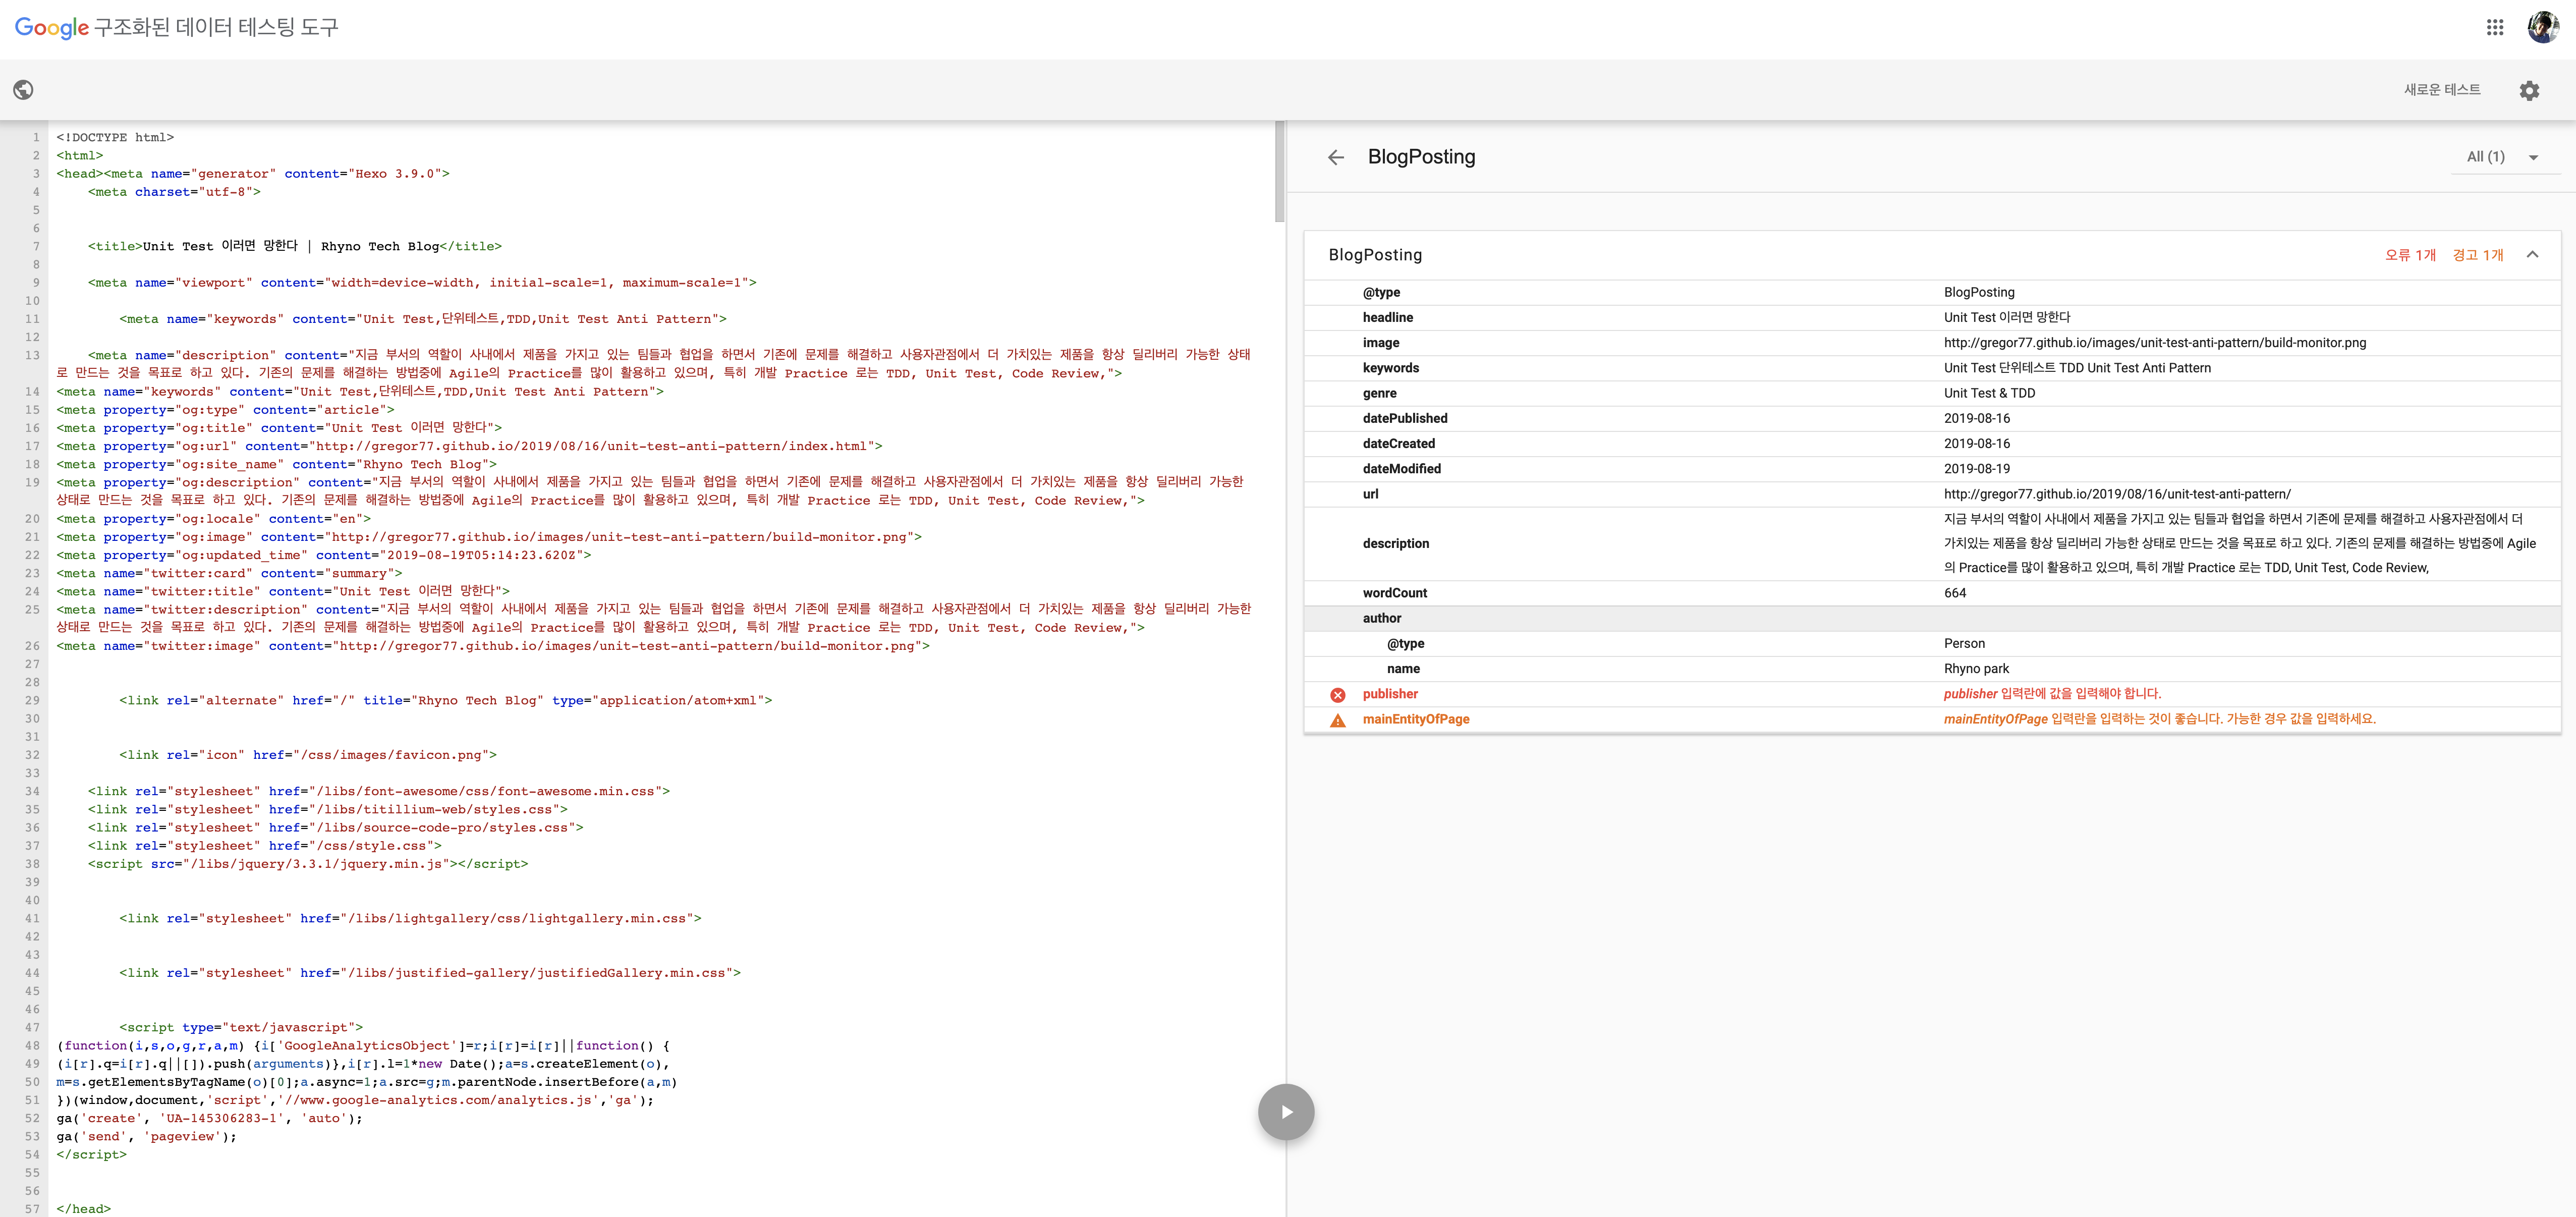 Google 구조화된 데이터 테스팅 도구
새로운 테스트
1 <!DOCTYPE html>
2 <html>
3 <head><meta name="generator" content="Hexo 3.9.0">
4 <meta charset="utf-8">
5
6
7 <title>Unit Test 이러면 망한다 | Rhyno Tech Blog</title>
8
9 <meta name="viewport" content="width=device-width, initial-scale=1, maximum-scale=1">
10
11 <meta name="keywords" content="Unit Test,단위테스트,TDD,Unit Test Anti Pattern">
12
13 <meta name="description" content="지금 부서의 역할이 사내에서 제품을 가지고 있는 팀들과 협업을 하면서 기존에 문제를 해결하고 사용자관점에서 더 가치있는 제품을 항상 딜리버리 가능한 상태
로 만드는 것을 목표로 하고 있다. 기존의 문제를 해결하는 방법중에 Agile의 Practice를 많이 활용하고 있으며, 특히 개발 Practice 로는 TDD, Unit Test, Code Review,">
14 <meta name="keywords" content="Unit Test,단위테스트,TDD,Unit Test Anti Pattern">
15 <meta property="og:type" content="article">
16 <meta property="og:title" content="Unit Test 이러면 망한다">
17 <meta property="og:url" content="http://gregor77.github.io/2019/08/16/unit-test-anti-pattern/index.html">
18 <meta property="og:site_name" content="Rhyno Tech Blog">
19 <meta property="og:description" content="지금 부서의 역할이 사내에서 제품을 가지고 있는 팀들과 협업을 하면서 기존에 문제를 해결하고 사용자관점에서 더 가치있는 제품을 항상 딜리버리 가능한
상태로 만드는 것을 목표로 하고 있다. 기존의 문제를 해결하는 방법중에 Agile의 Practice를 많이 활용하고 있으며, 특히 개발 Practice 로는 TDD, Unit Test, Code Review,">
20 <meta property="og:locale" content="en">
21 <meta property="og:image" content="http://gregor77.github.io/images/unit-test-anti-pattern/build-monitor.png">
22 <meta property="og:updated_time" content="2019-08-19T05:14:23.620Z">
23 <meta name="twitter:card" content="summary">
24 <meta name="twitter:title" content="Unit Test 이러면 망한다">
25 <meta name="twitter:description" content="지금 부서의 역할이 사내에서 제품을 가지고 있는 팀들과 협업을 하면서 기존에 문제를 해결하고 사용자관점에서 더 가치있는 제품을 항상 딜리버리 가능한
상태로 만드는 것을 목표로 하고 있다. 기존의 문제를 해결하는 방법중에 Agile의 Practice를 많이 활용하고 있으며, 특히 개발 Practice 로는 TDD, Unit Test, Code Review,">
26 <meta name="twitter:image" content="http://gregor77.github.io/images/unit-test-anti-pattern/build-monitor.png">
27
28
29 <link rel="alternate" href="/" title="Rhyno Tech Blog" type="application/atom+xml">
30
31
32 <link rel="icon" href="/css/images/favicon.png">
33
34 <link rel="stylesheet" href="/libs/font-awesome/css/font-awesome.min.css">
35 <link rel="stylesheet" href="/libs/titillium-web/styles.css">
36 <link rel="stylesheet" href="/libs/source-code-pro/styles.css">
37 <link rel="stylesheet" href="/css/style.css">
38 <script src="/libs/jquery/3.3.1/jquery.min.js"></script>
39
40
41 <link rel="stylesheet" href="/libs/lightgallery/css/lightgallery.min.css">
42
43
44 <link rel="stylesheet" href="/libs/justified-gallery/justifiedGallery.min.css">
45
46
47 <script type="text/javascript">
48 (function(i,s,o,g,r,a,m) {i['GoogleAnalyticsObject']=r;i[r]=i[r]||function() {
49 (i[r].q=i[r].q||[]).push(arguments)},i[r].l=1*new Date();a=s.createElement(o),
50 m=s.getElementsByTagName(o)[0];a.async=1;a.src=g;m.parentNode.insertBefore(a,m)
51 })(window,document,'script','//www.google-analytics.com/analytics.js','ga');
52 ga('create', 'UA-145306283-1', 'auto');
53 ga('send', 'pageview');
54 </script>
55
56
57 </head>
BlogPosting
All (1)
BlogPosting 오류 1개 경고 1개
@type BlogPosting
headline Unit Test 이러면 망한다
image http://gregor77.github.io/images/unit-test-anti-pattern/build-monitor.png
keywords Unit Test 단위테스트 TDD Unit Test Anti Pattern
genre Unit Test & TDD
datePublished 2019-08-16
dateCreated 2019-08-16
dateModified 2019-08-19
url http://gregor77.github.io/2019/08/16/unit-test-anti-pattern/
description 지금 부서의 역할이 사내에서 제품을 가지고 있는 팀들과 협업을 하면서 기존에 문제를 해결하고 사용자관점에서 더
가치있는 제품을 항상 딜리버리 가능한 상태로 만드는 것을 목표로 하고 있다. 기존의 문제를 해결하는 방법중에 Agile
의 Practice를 많이 활용하고 있으며, 특히 개발 Practice 로는 TDD, Unit Test, Code Review,
wordCount 664
author
@type Person
name Rhyno park
publisher publisher 입력란에 값을 입력해야 합니다.
mainEntityOfPage mainEntityOfPage 입력란을 입력하는 것이 좋습니다. 가능한 경우 값을 입력하세요.